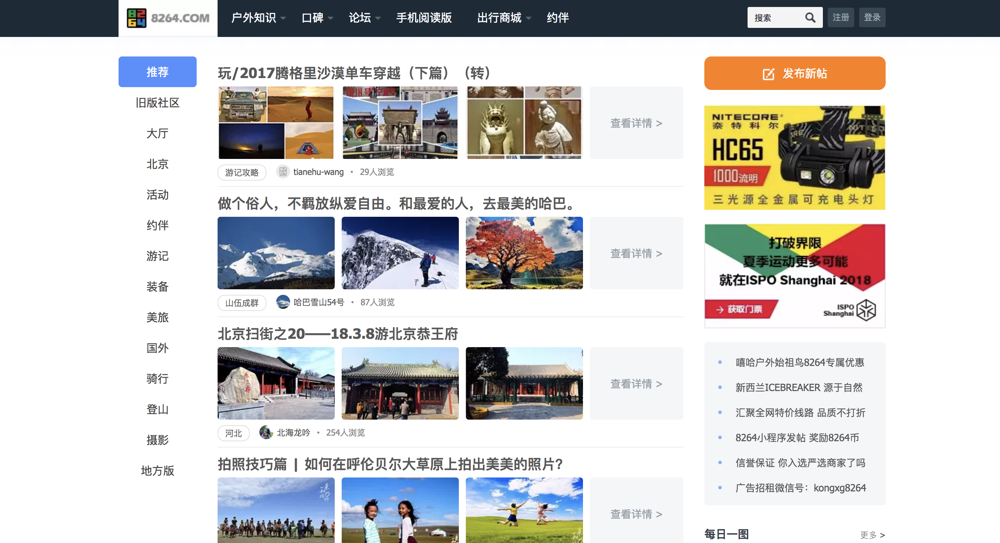 8264.COM
户外知识
口碑
论坛
手机阅读版
出行商城
约伴
搜索
注册
登录
推荐
旧版社区
大厅
北京
活动
约伴
游记
装备
美旅
国外
骑行
登山
摄影
地方版
玩/2017腾格里沙漠单车穿越（下篇）（转）
查看详情 >
游记攻略
tianehu-wang • 29人浏览
做个俗人，不羁放纵爱自由。和最爱的人，去最美的哈巴。
查看详情 >
山伍成群
哈巴雪山54号 • 87人浏览
北京扫街之20——18.3.8游北京恭王府
查看详情 >
河北
北海龙吟 • 254人浏览
拍照技巧篇 | 如何在呼伦贝尔大草原上拍出美美的照片？
查看详情 >
发布新帖
NITECORE®
奈特科尔
HC65
1000流明
三光源全金属可充电头灯
打破界限
夏季运动更多可能
就在ISPO Shanghai 2018
→ 获取门票
ISPO
Shanghai
嘻哈户外始祖鸟8264专属优惠
新西兰ICEBREAKER 源于自然
汇聚全网特价线路 品质不打折
8264小程序发帖 奖励8264币
信誉保证 你入选严选商家了吗
广告招租微信号：kongxg8264
每日一图
更多 >